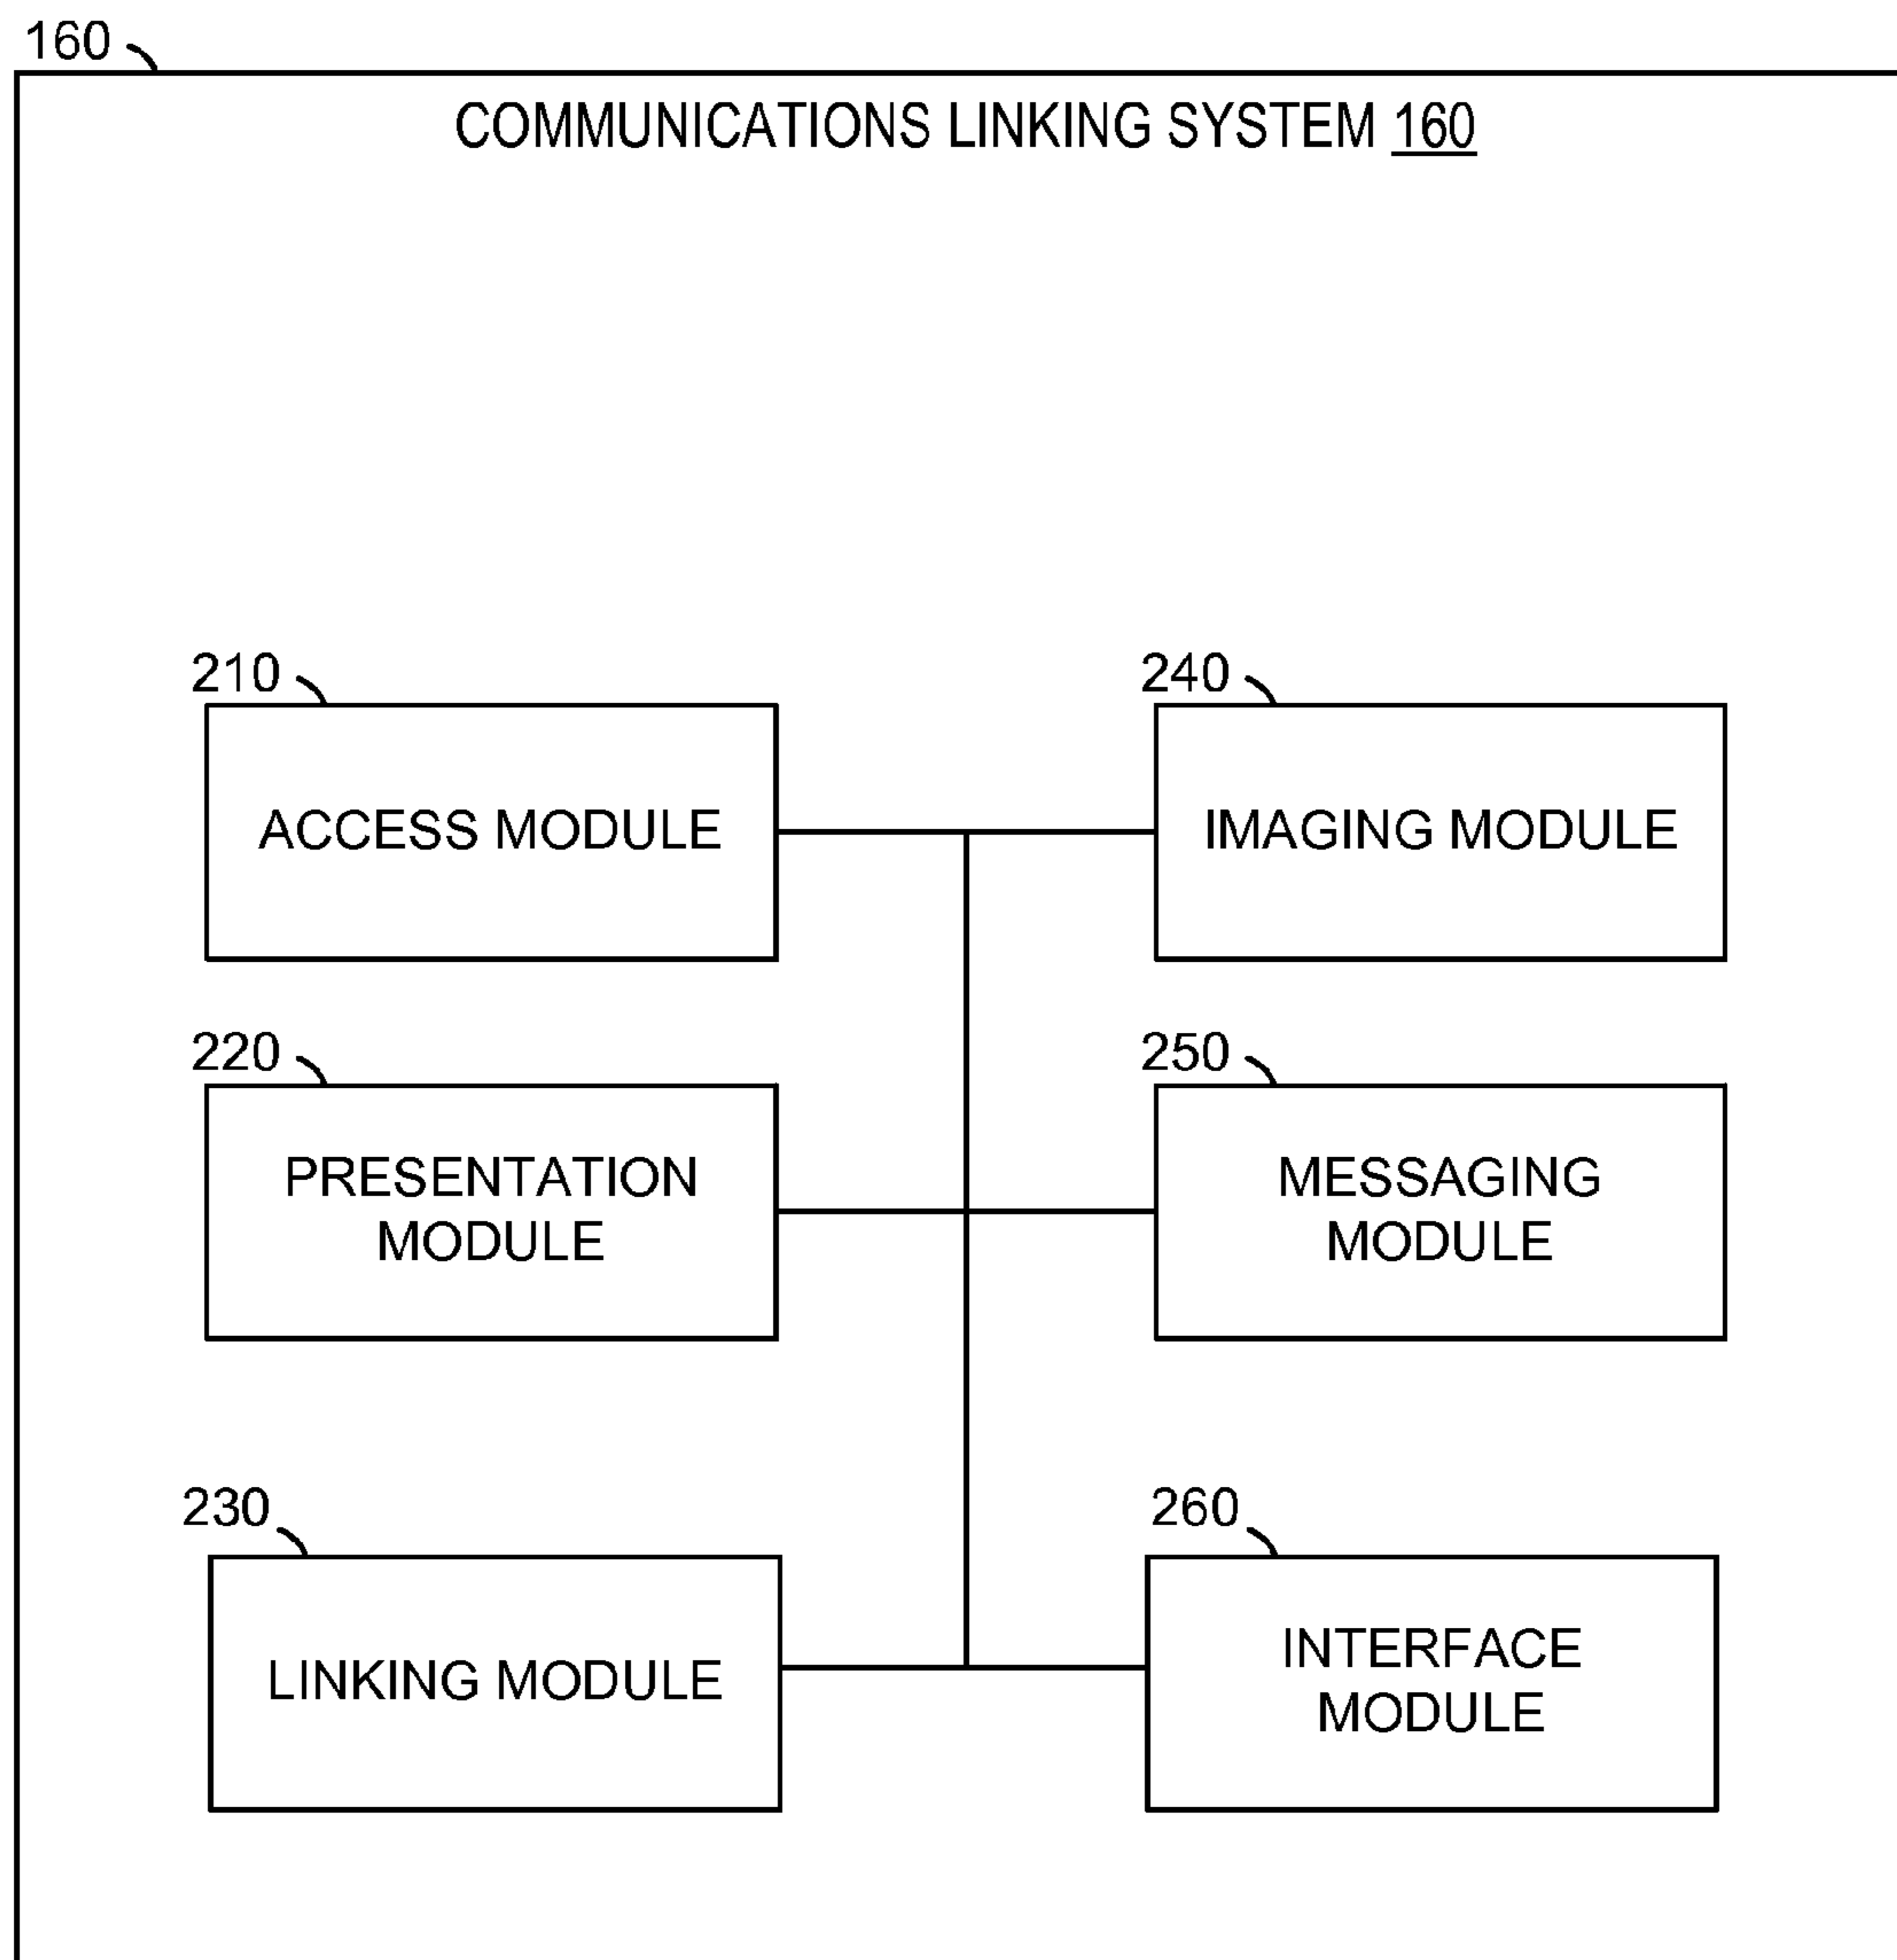 160
COMMUNICATIONS LINKING SYSTEM 160
210
ACCESS MODULE
240
IMAGING MODULE
220
PRESENTATION
MODULE
250
MESSAGING
MODULE
230
LINKING MODULE
260
INTERFACE
MODULE